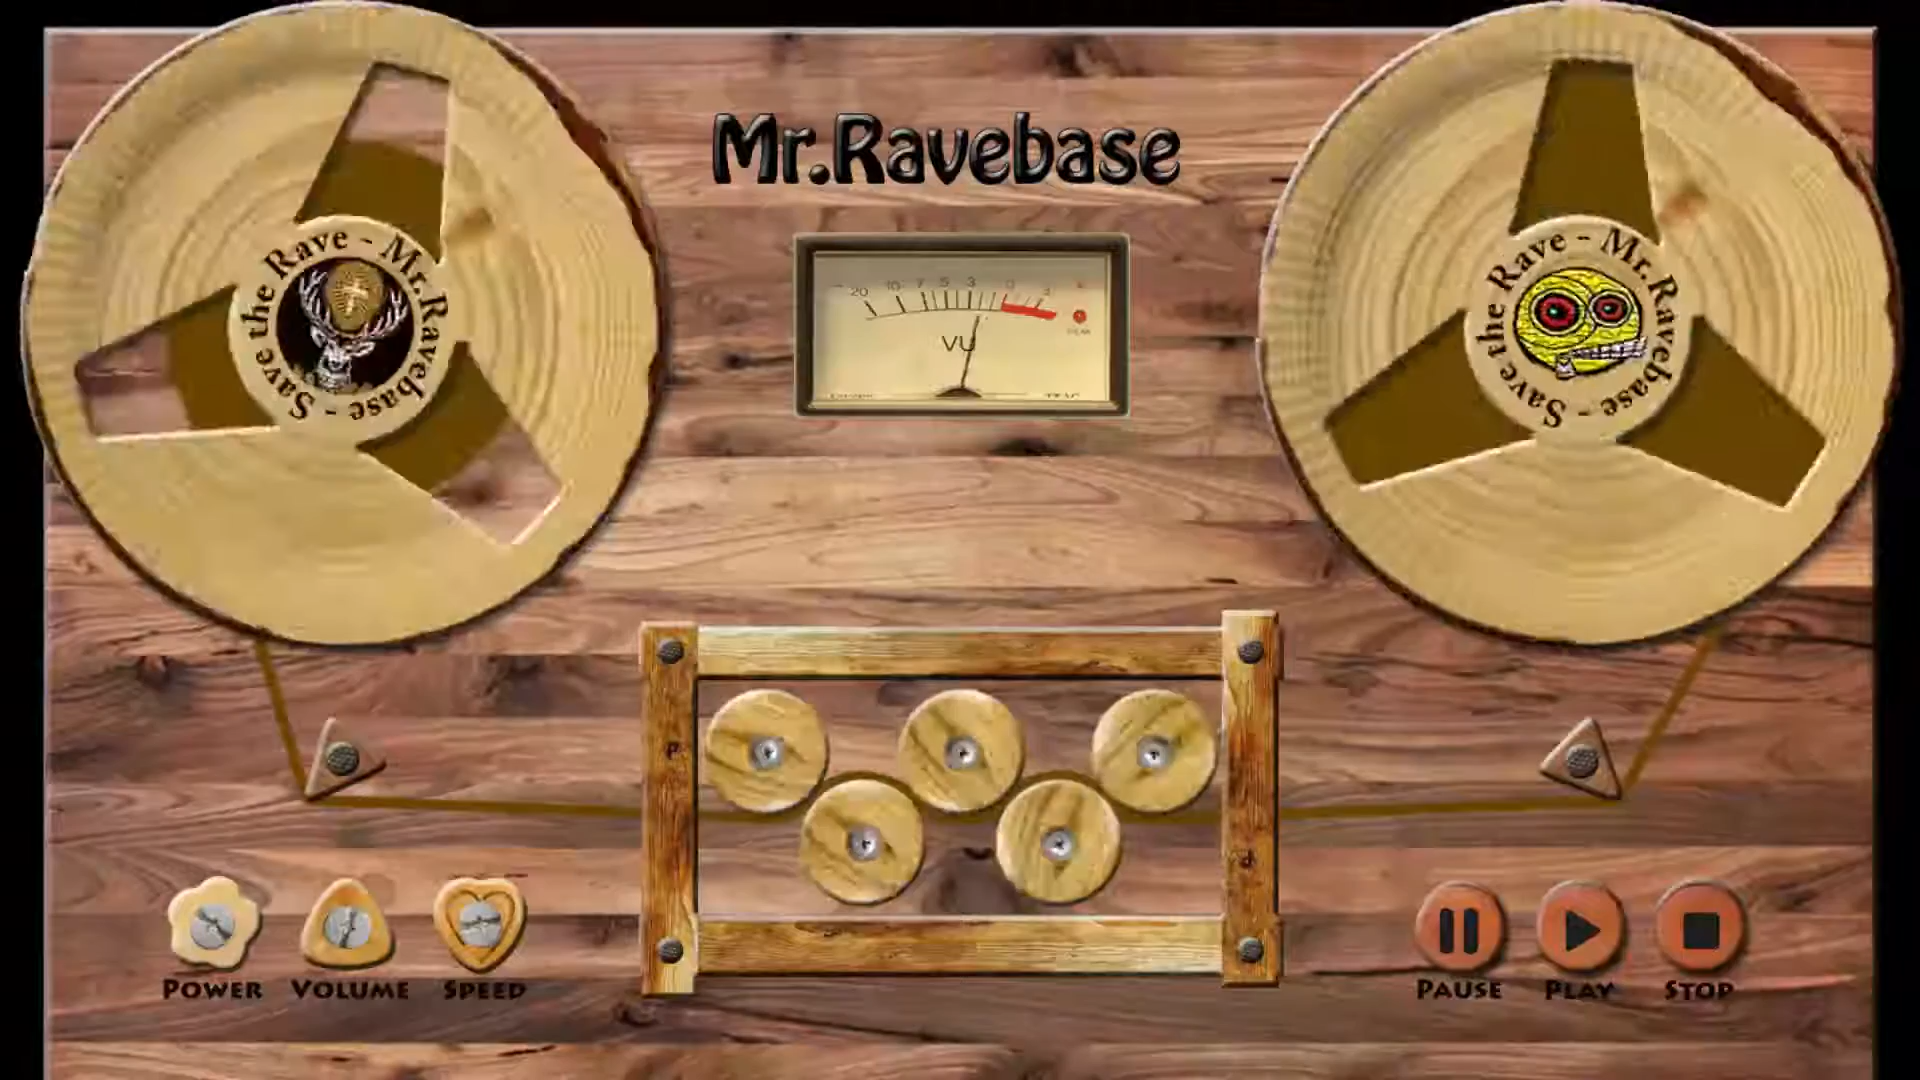 Mr.Ravebase
Save the Rave - Mr.Ravebase -
Save the Rave - Mr.Ravebase -
20 10 7 5 3 0
VU
POWER VOLUME SPEED
PAUSE PLAY STOP